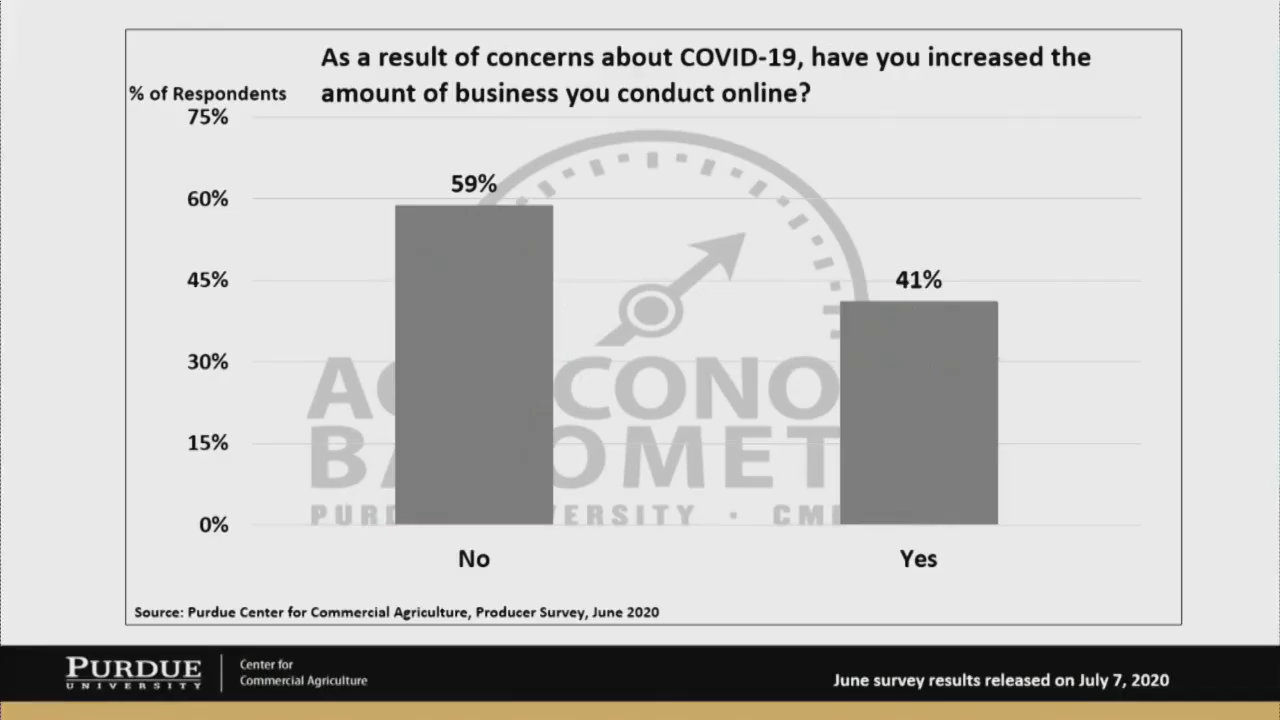 As a result of concerns about COVID-19, have you increased the
amount of business you conduct online?
% of Respondents
75%
60%
45%
30%
15%
0%
59%
41%
No
Yes
Source: Purdue Center for Commercial Agriculture, Producer Survey, June 2020
PURDUE
UNIVERSITY
Center for
Commercial Agriculture
June survey results released on July 7, 2020